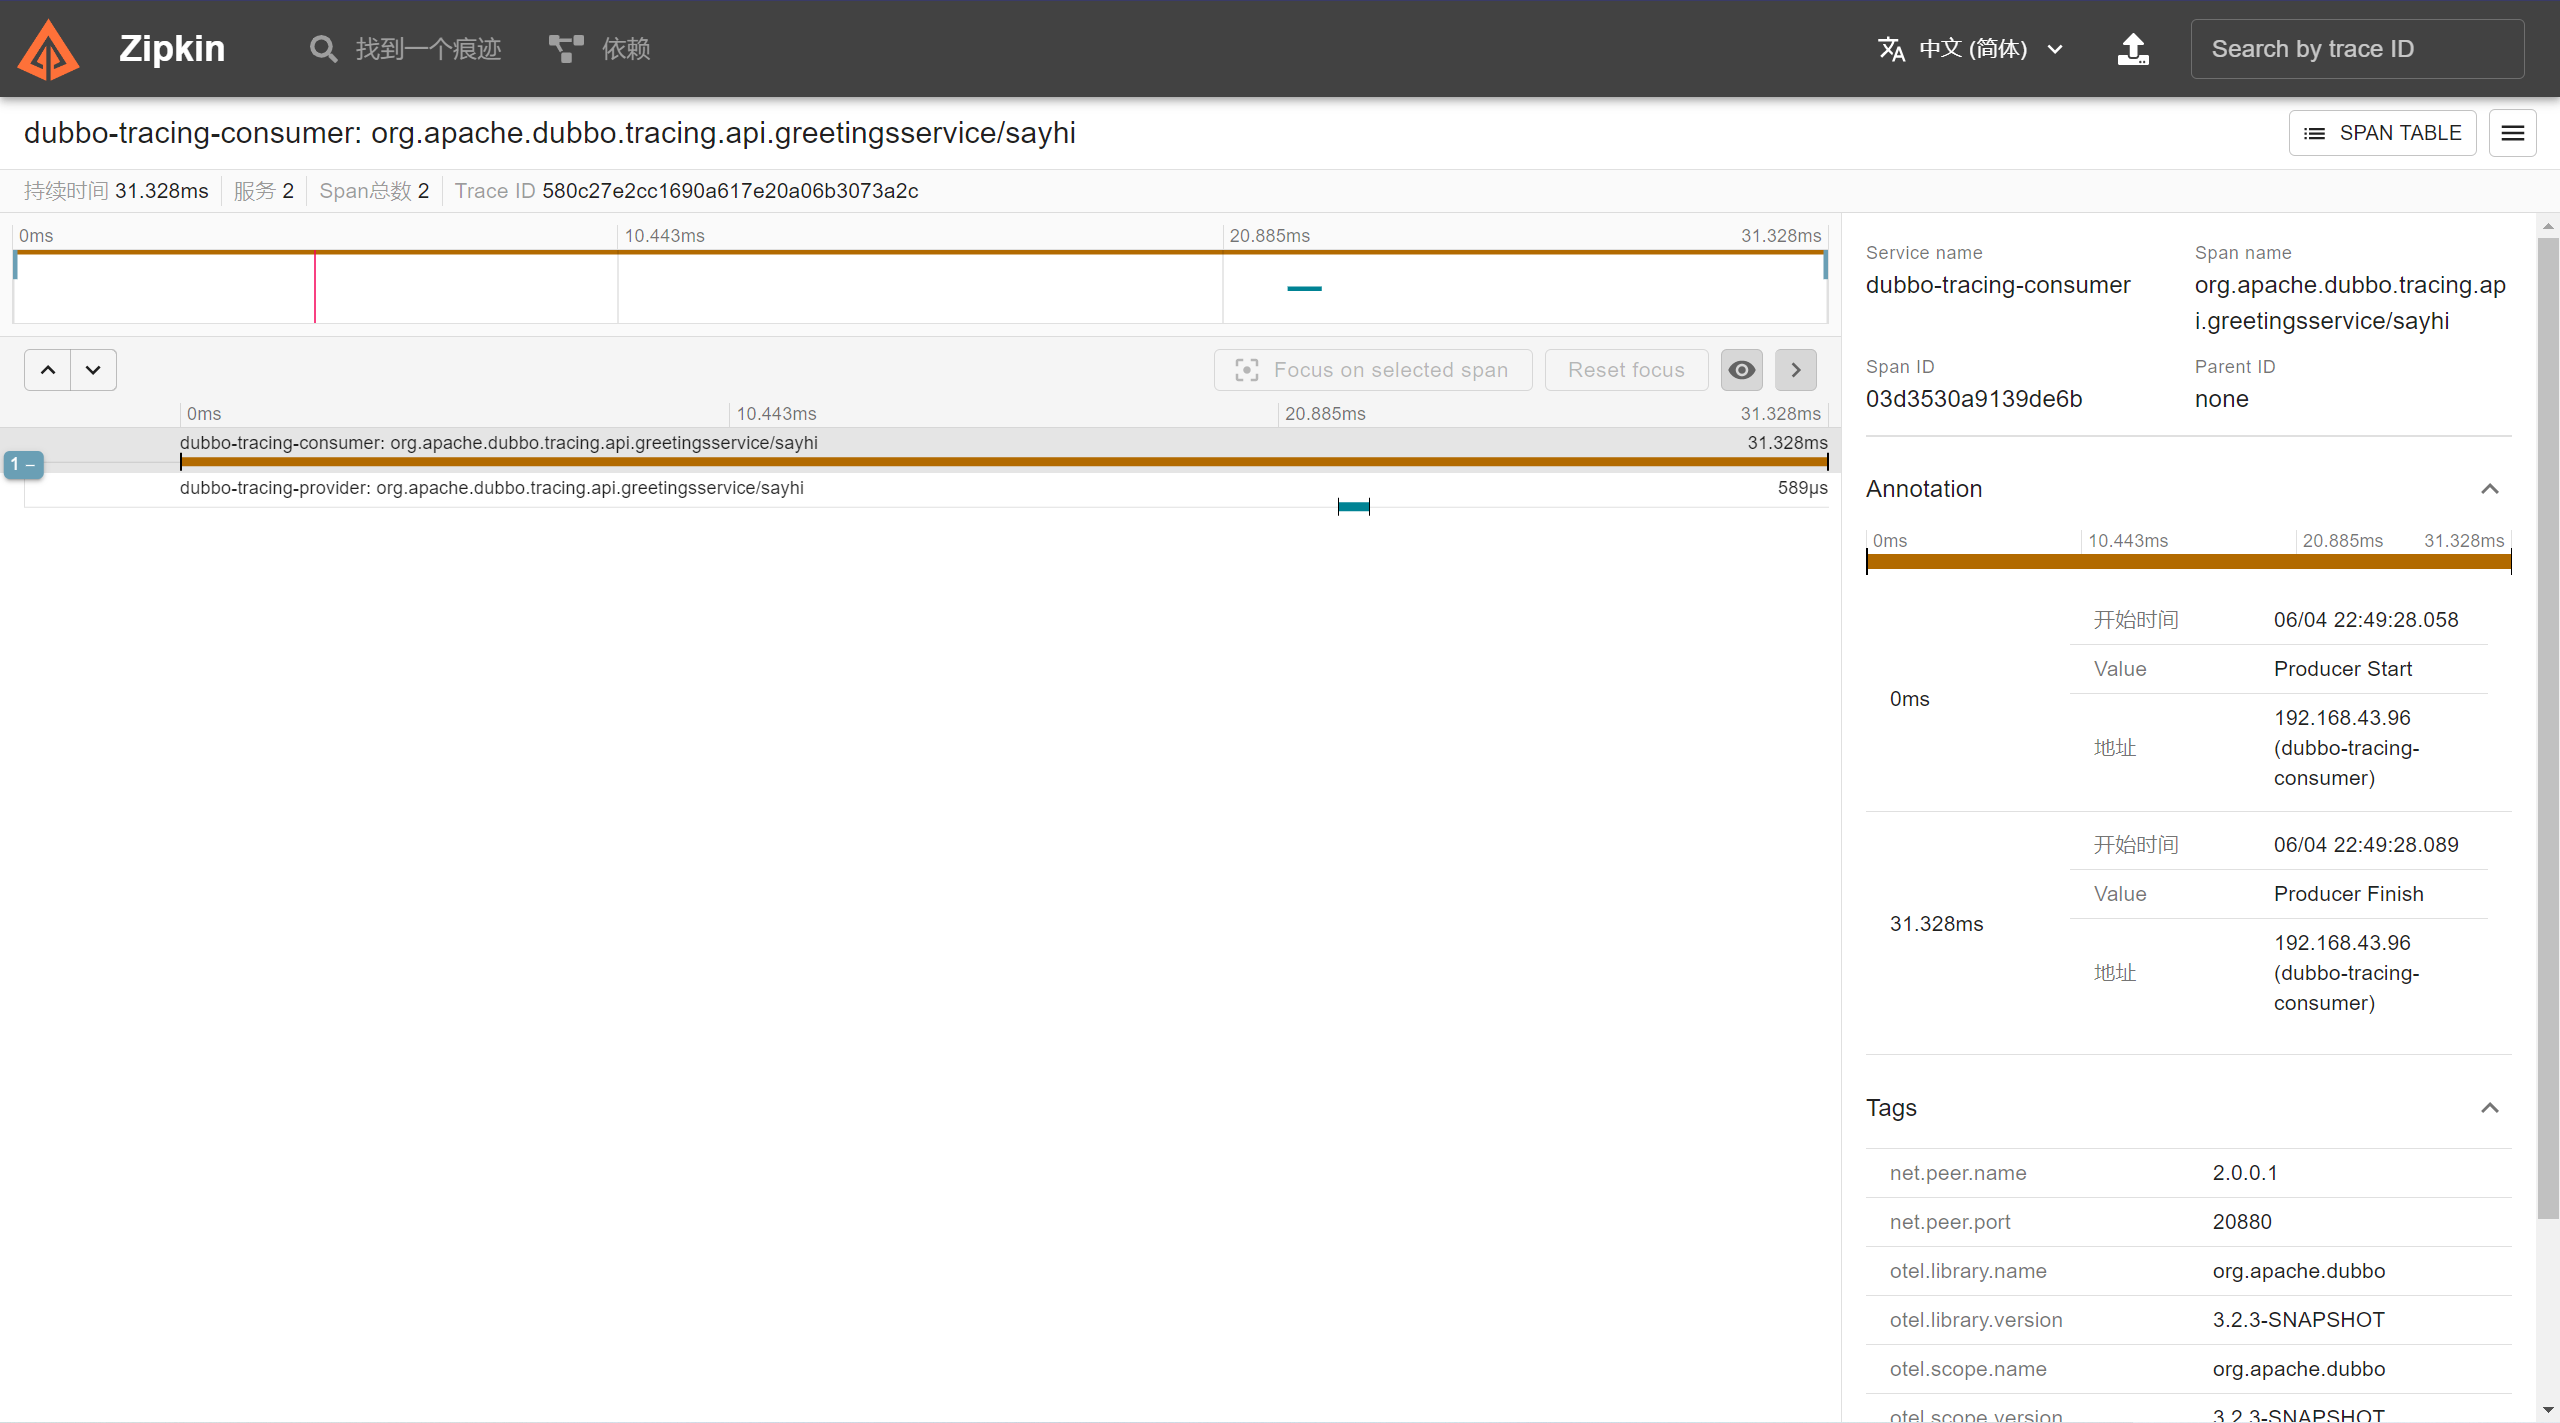 Zipkin
找到一个痕迹
依赖
中文 (简体)
Search by trace ID
dubbo-tracing-consumer: org.apache.dubbo.tracing.api.greetingsservice/sayhi
SPAN TABLE
持续时间 31.328ms
服务 2
Span总数 2
Trace ID 580c27e2cc1690a617e20a06b3073a2c
0ms
10.443ms
20.885ms
31.328ms
Focus on selected span
Reset focus
0ms
10.443ms
20.885ms
31.328ms
dubbo-tracing-consumer: org.apache.dubbo.tracing.api.greetingsservice/sayhi
31.328ms
1 –
dubbo-tracing-provider: org.apache.dubbo.tracing.api.greetingsservice/sayhi
589μs
Service name
dubbo-tracing-consumer
Span name
org.apache.dubbo.tracing.ap
i.greetingsservice/sayhi
Span ID
03d3530a9139de6b
Parent ID
none
Annotation
0ms
10.443ms
20.885ms
31.328ms
0ms
开始时间
06/04 22:49:28.058
Value
Producer Start
地址
192.168.43.96
(dubbo-tracing-
consumer)
31.328ms
开始时间
06/04 22:49:28.089
Value
Producer Finish
地址
192.168.43.96
(dubbo-tracing-
consumer)
Tags
net.peer.name
2.0.0.1
net.peer.port
20880
otel.library.name
org.apache.dubbo
otel.library.version
3.2.3-SNAPSHOT
otel.scope.name
org.apache.dubbo
otel.scope.version
3.2.3-SNAPSHOT